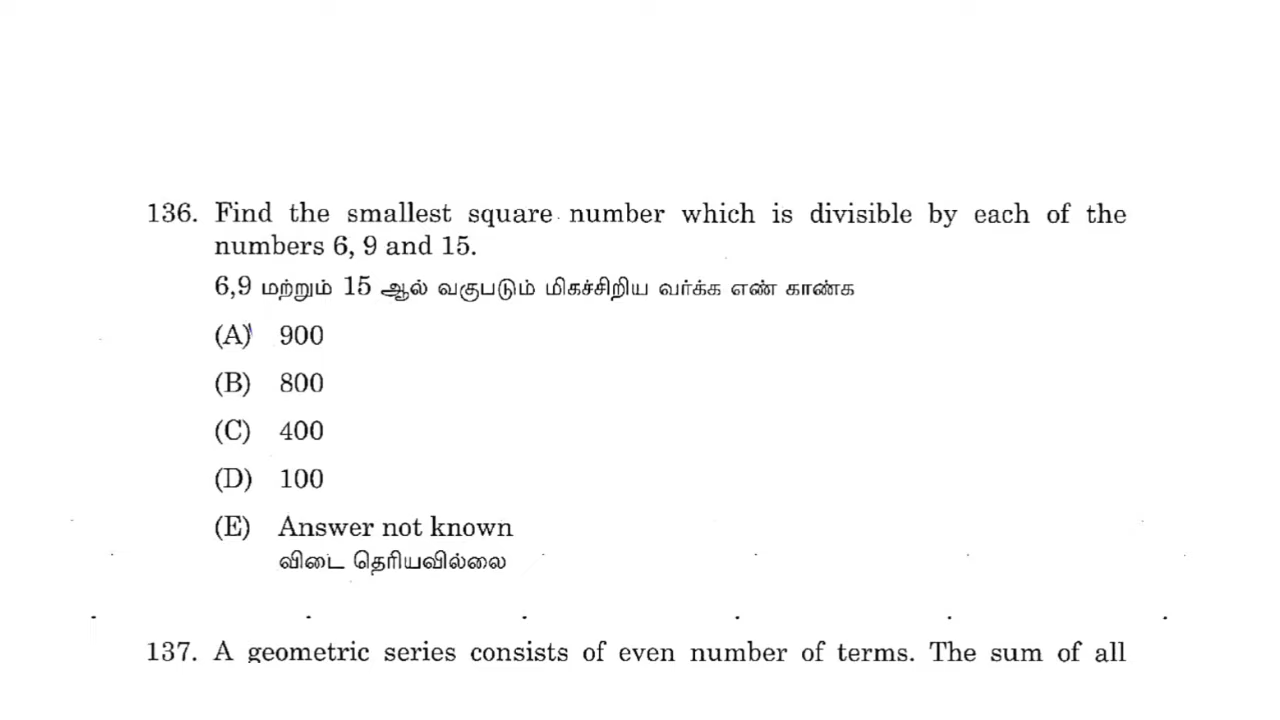 136. Find the smallest square number which is divisible by each of the
numbers 6, 9 and 15.
6,9 மற்றும் 15 ஆல் வகுபடும் மிகச்சிறிய வர்க்க எண் காண்க
(A) 900
(B) 800
(C) 400
(D) 100
(E) Answer not known
விடை தெரியவில்லை
137. A geometric series consists of even number of terms. The sum of all